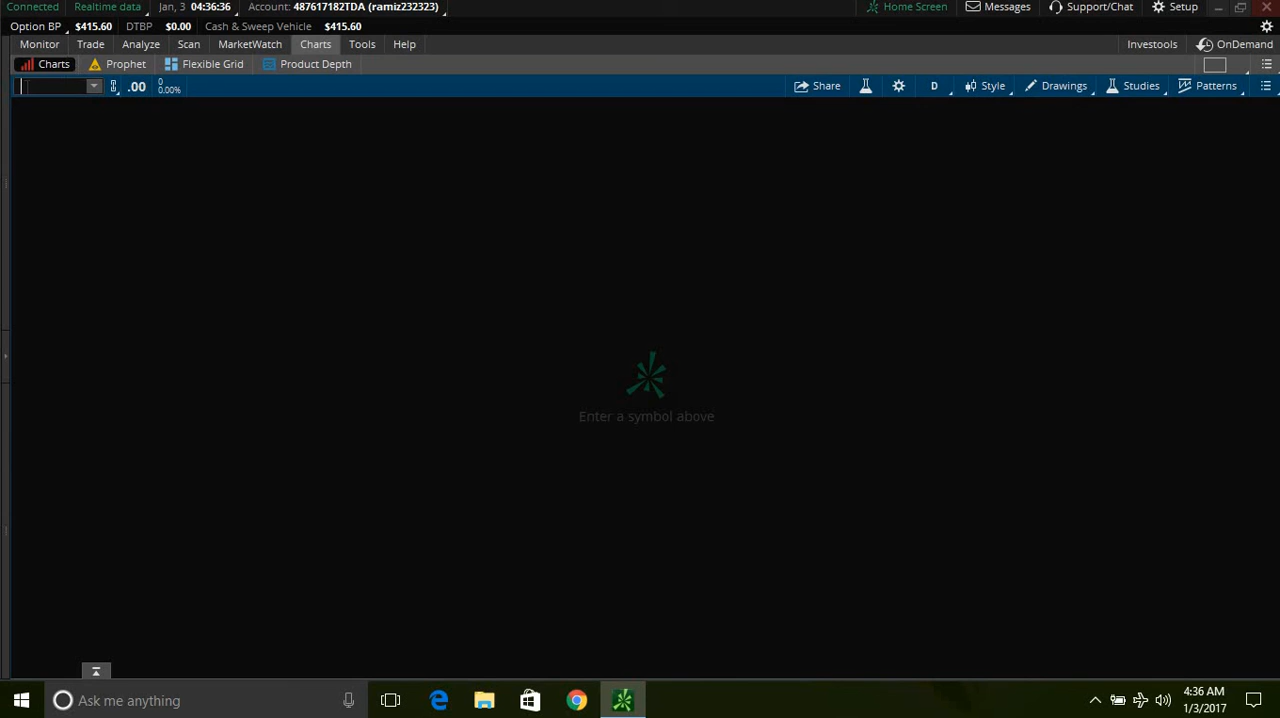 Connected Realtime data Jan, 3 04:36:36 Account: 487617182TDA (ramiz232323) Home Screen Messages Support/Chat Setup
Option BP $415.60 DTBP $0.00 Cash & Sweep Vehicle $415.60
Monitor Trade Analyze Scan MarketWatch Charts Tools Help Investools OnDemand
Charts Prophet Flexible Grid Product Depth
.00 0 Share D Style Drawings Studies Patterns
0.00%
Enter a symbol above
Ask me anything
4:36 AM
1/3/2017